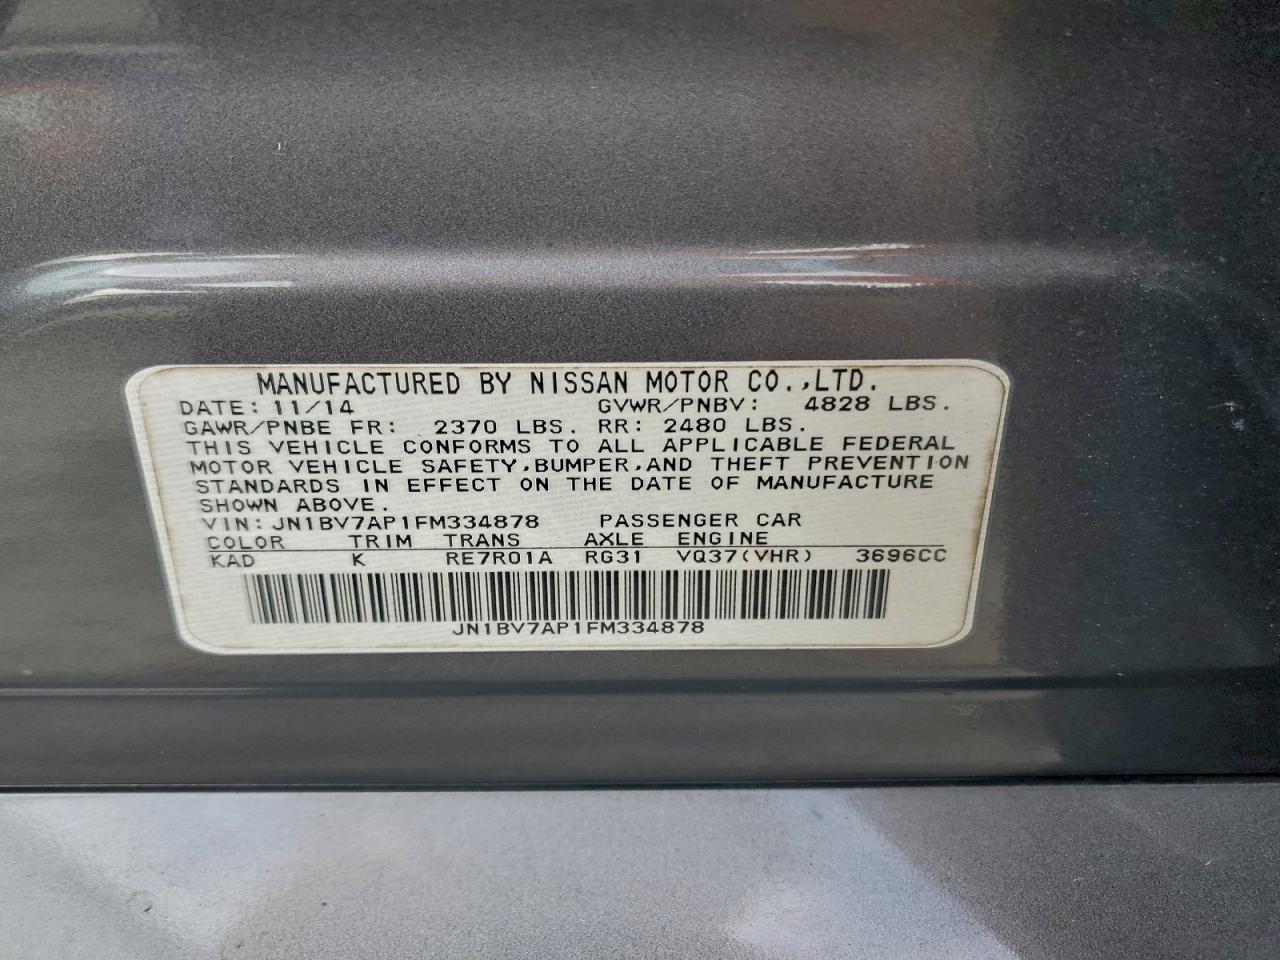 MANUFACTURED BY NISSAN MOTOR CO.,LTD.
DATE: 11/14 GVWR/PNBV: 4828 LBS.
GAWR/PNBE FR: 2370 LBS. RR: 2480 LBS.
THIS VEHICLE CONFORMS TO ALL APPLICABLE FEDERAL
MOTOR VEHICLE SAFETY,BUMPER,AND THEFT PREVENTION
STANDARDS IN EFFECT ON THE DATE OF MANUFACTURE
SHOWN ABOVE.
VIN: JN1BV7AP1FM334878 PASSENGER CAR
COLOR TRIM TRANS AXLE ENGINE
KAD K RE7R01A RG31 VQ37(VHR) 3696CC
JN1BV7AP1FM334878